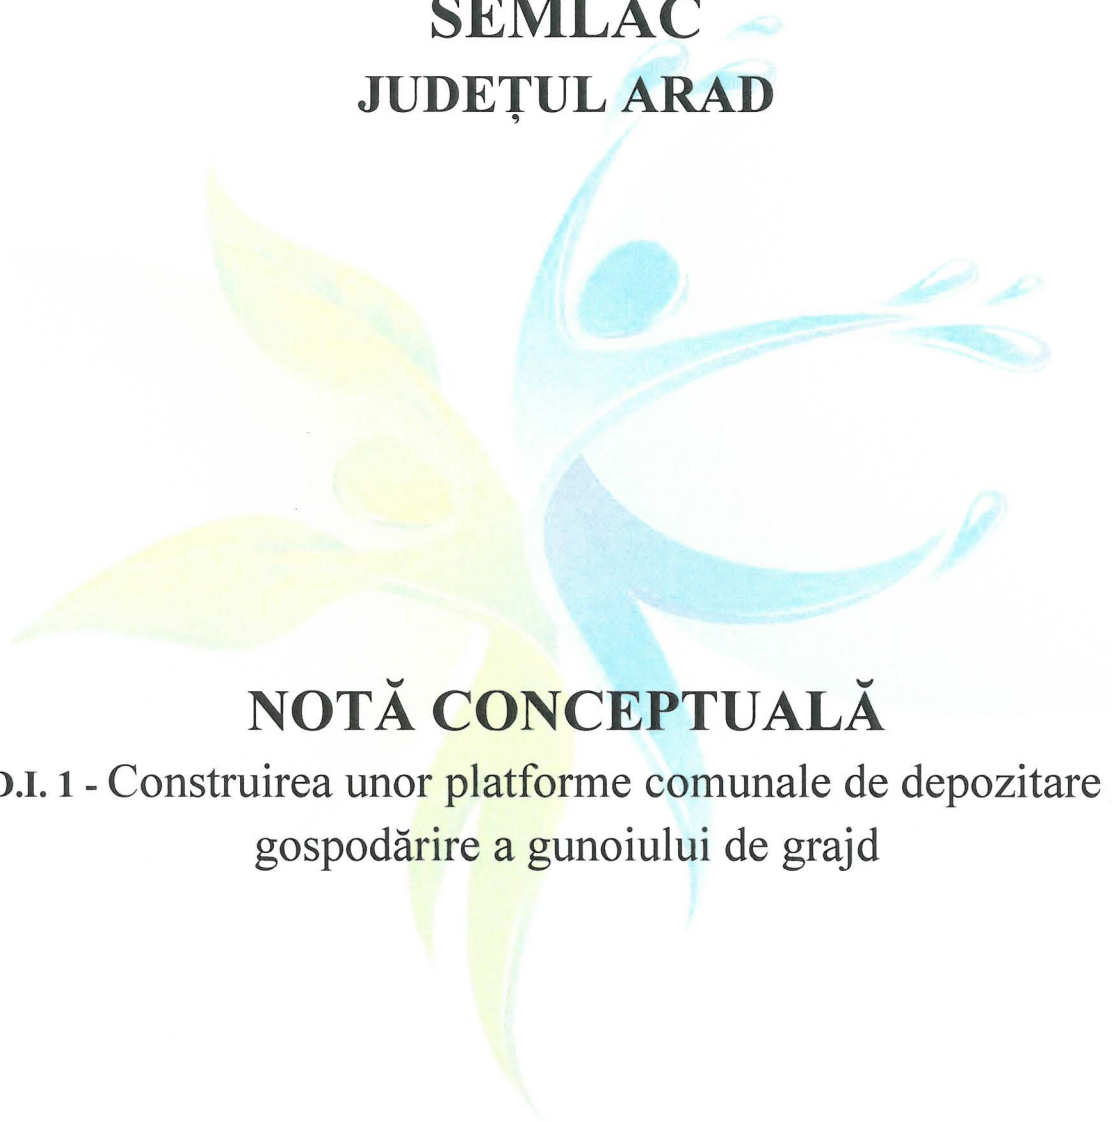 SEMLAC
JUDEȚUL ARAD
NOTĂ CONCEPTUALĂ
.I. 1 - Construirea unor platforme comunale de depozitare
gospodărire a gunoiului de grajd